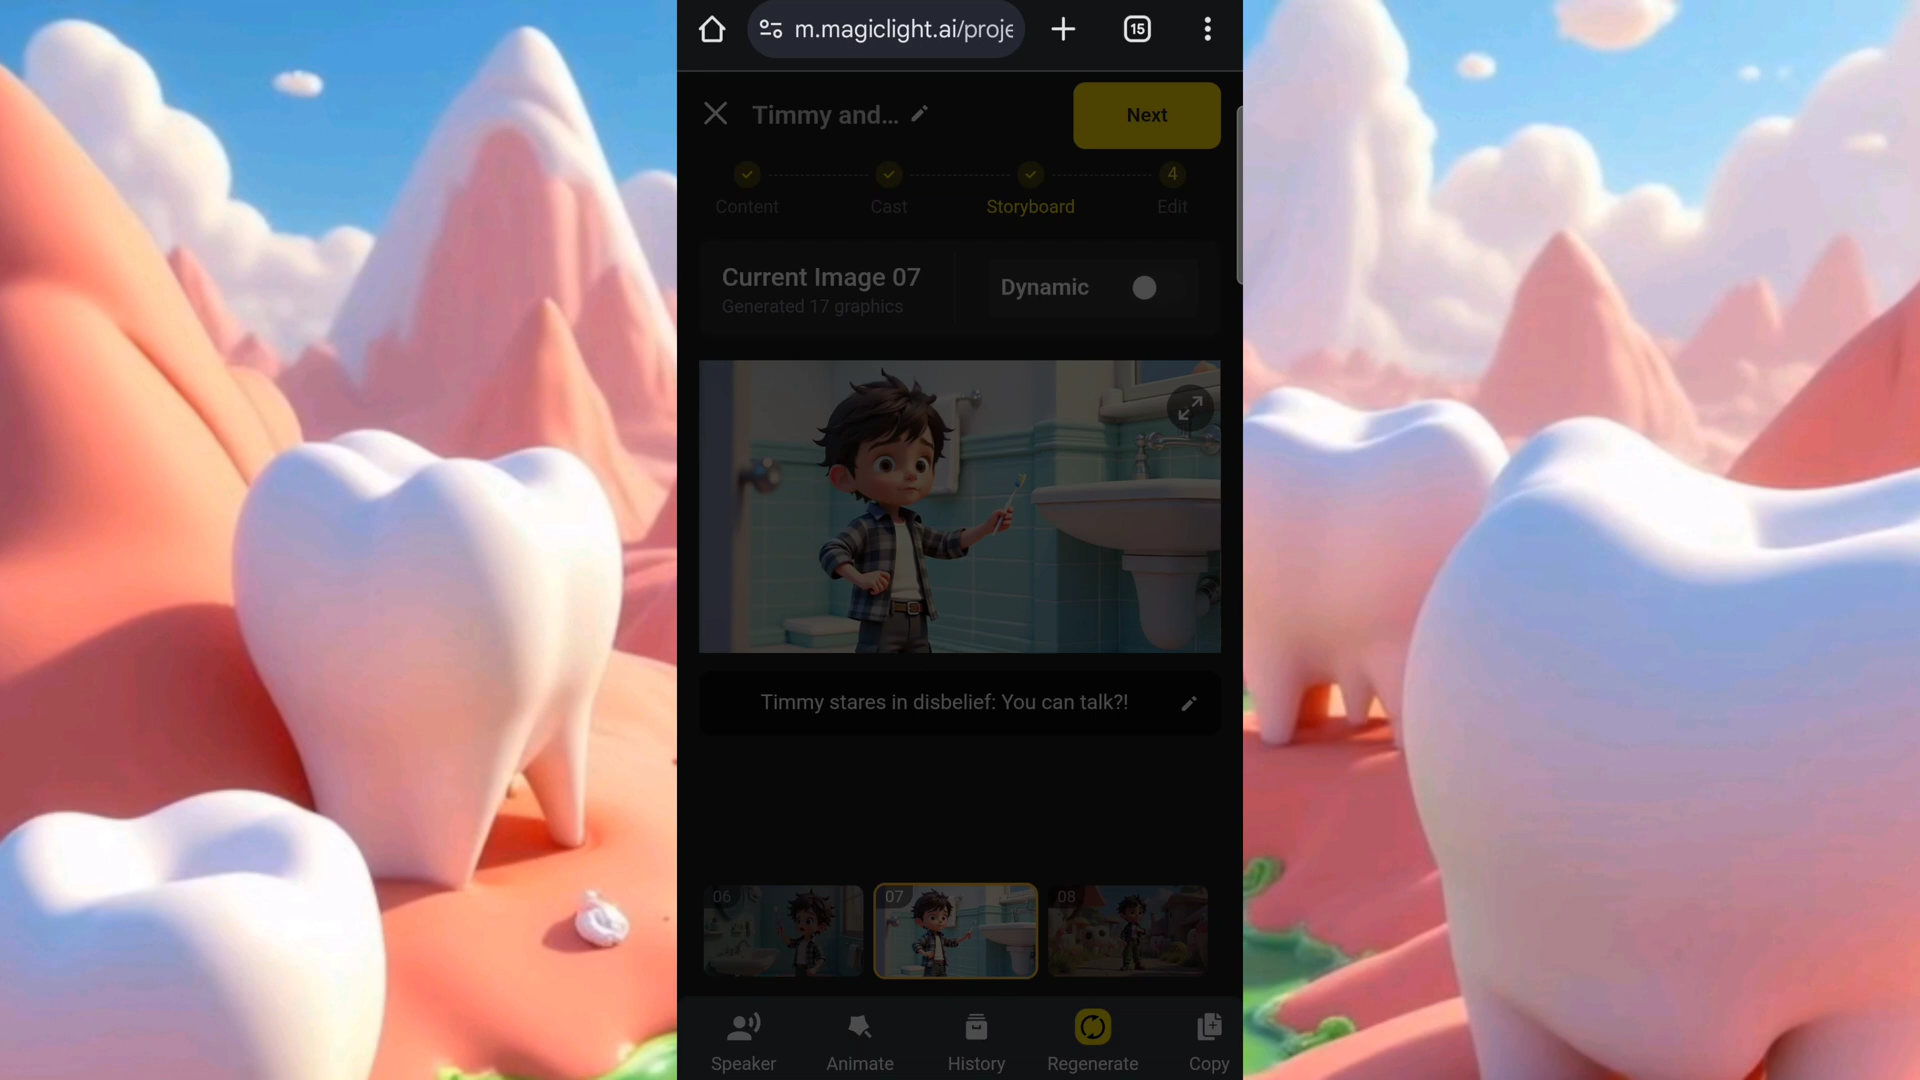 m.magiclight.ai/proje
15
Timmy and...
Next
4
Content
Cast
Storyboard
Edit
Current Image 07
Generated 17 graphics
Dynamic
Timmy stares in disbelief: You can talk?!
06
07
08
Speaker
Animate
History
Regenerate
Copy